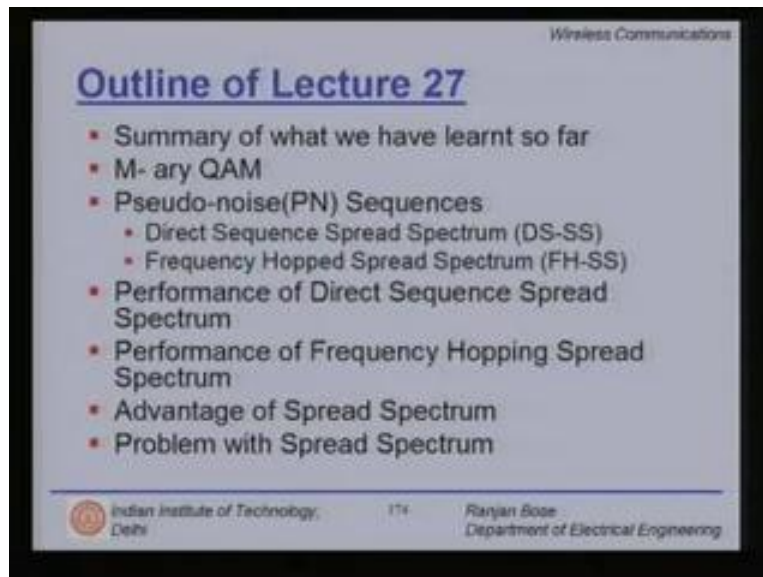 Wireless Communications
Outline of Lecture 27
▪ Summary of what we have learnt so far
▪ M- ary QAM
▪ Pseudo-noise(PN) Sequences
▪ Direct Sequence Spread Spectrum (DS-SS)
▪ Frequency Hopped Spread Spectrum (FH-SS)
▪ Performance of Direct Sequence Spread
Spectrum
▪ Performance of Frequency Hopping Spread
Spectrum
▪ Advantage of Spread Spectrum
▪ Problem with Spread Spectrum
Indian Institute of Technology,
Delhi
174
Ranjan Bose
Department of Electrical Engineering